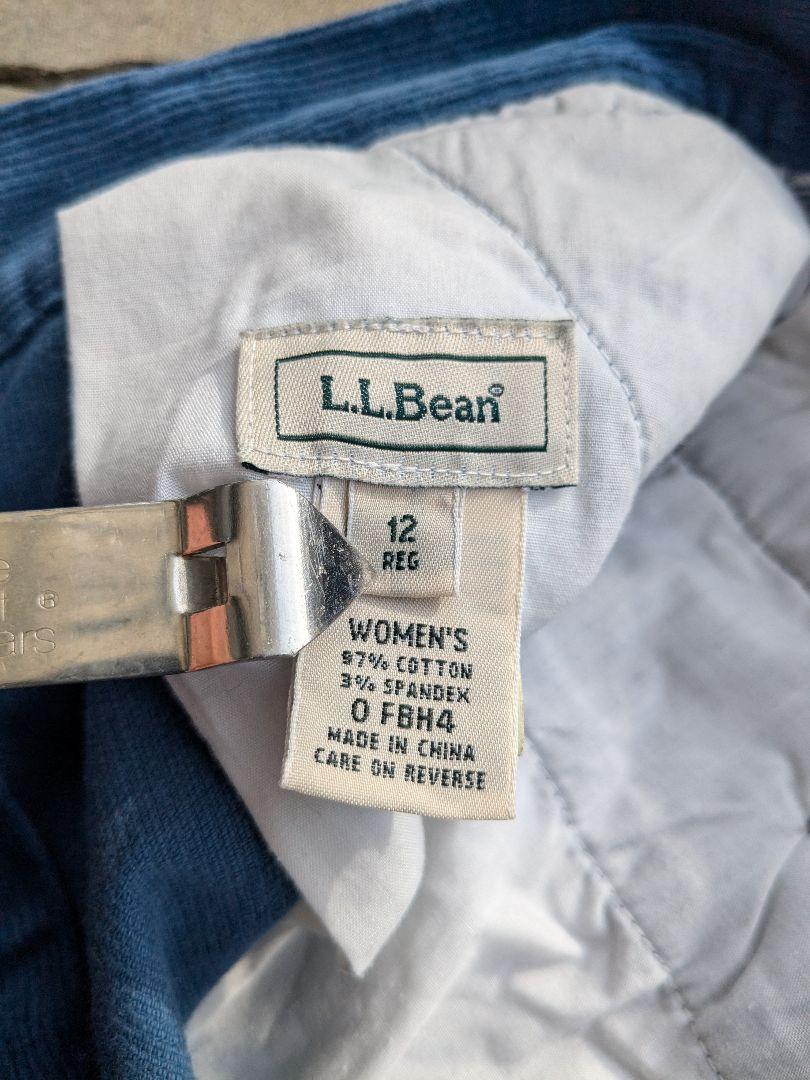 L.L.Bean®
12
REG
WOMEN'S
97% COTTON
3% SPANDEX
0 FBH4
MADE IN CHINA
CARE ON REVERSE
®